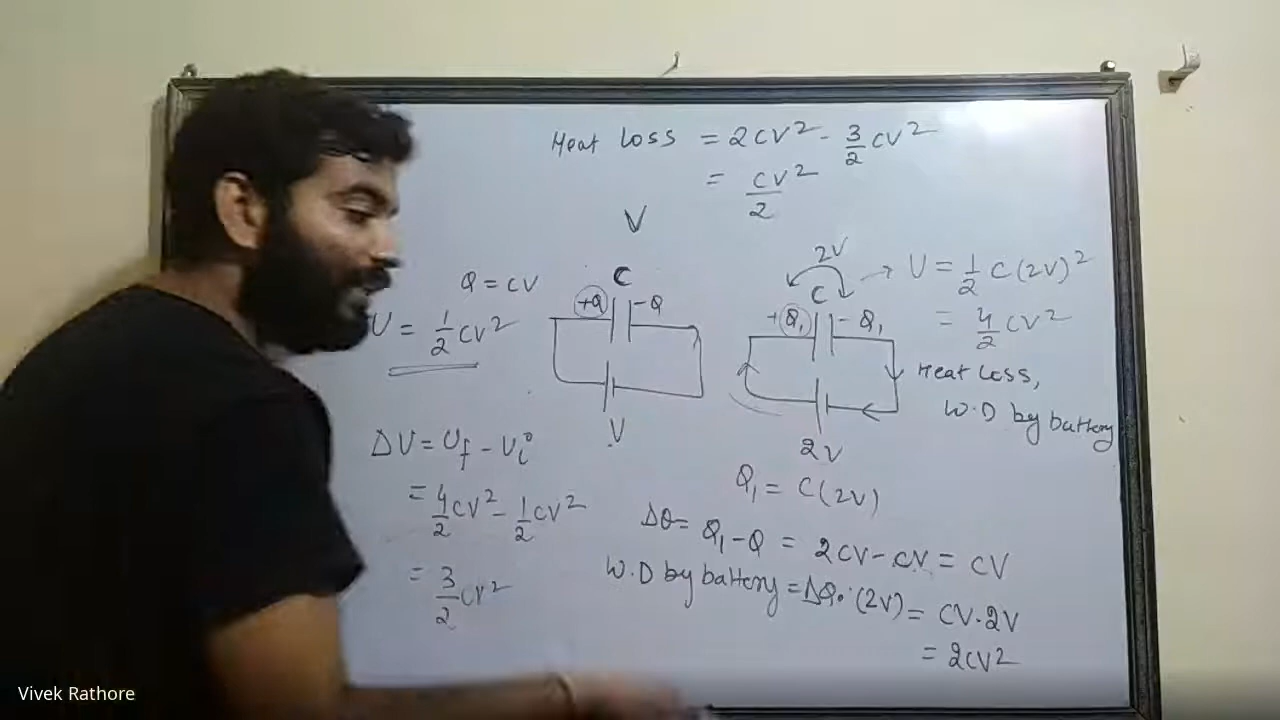 Heat loss = 2CV² - 3/2 CV²
= CV²/2
V
Q = CV
U = 1/2 CV²
C
+Q -Q
V
2V
C
+Q₁ -Q₁
2V
U = 1/2 C(2V)²
= 4/2 CV²
Heat Loss,
W.D by battery
ΔU = Uf - Ui
= 4/2 CV² - 1/2 CV²
= 3/2 CV²
Q₁ = C(2V)
ΔQ = Q₁ - Q = 2CV - CV = CV
W.D by battery = ΔQ.(2V) = CV.2V
= 2CV²
Vivek Rathore